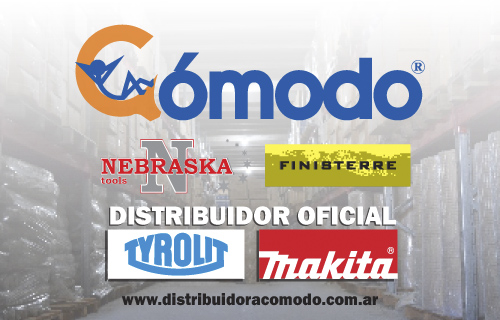 Cómodo®
NEBRASKA
N
tools
FINISTERRE
DISTRIBUIDOR OFICIAL
TYROLIT
makita®
www.distribuidoracomodo.com.ar